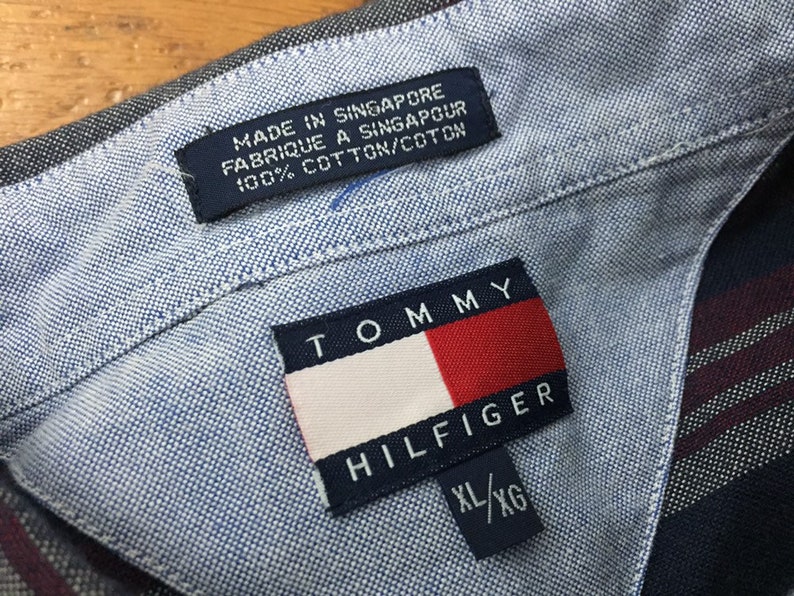 MADE IN SINGAPORE
FABRIQUE A SINGAPOUR
100% COTTON/COTON
TOMMY
HILFIGER
XL/XG